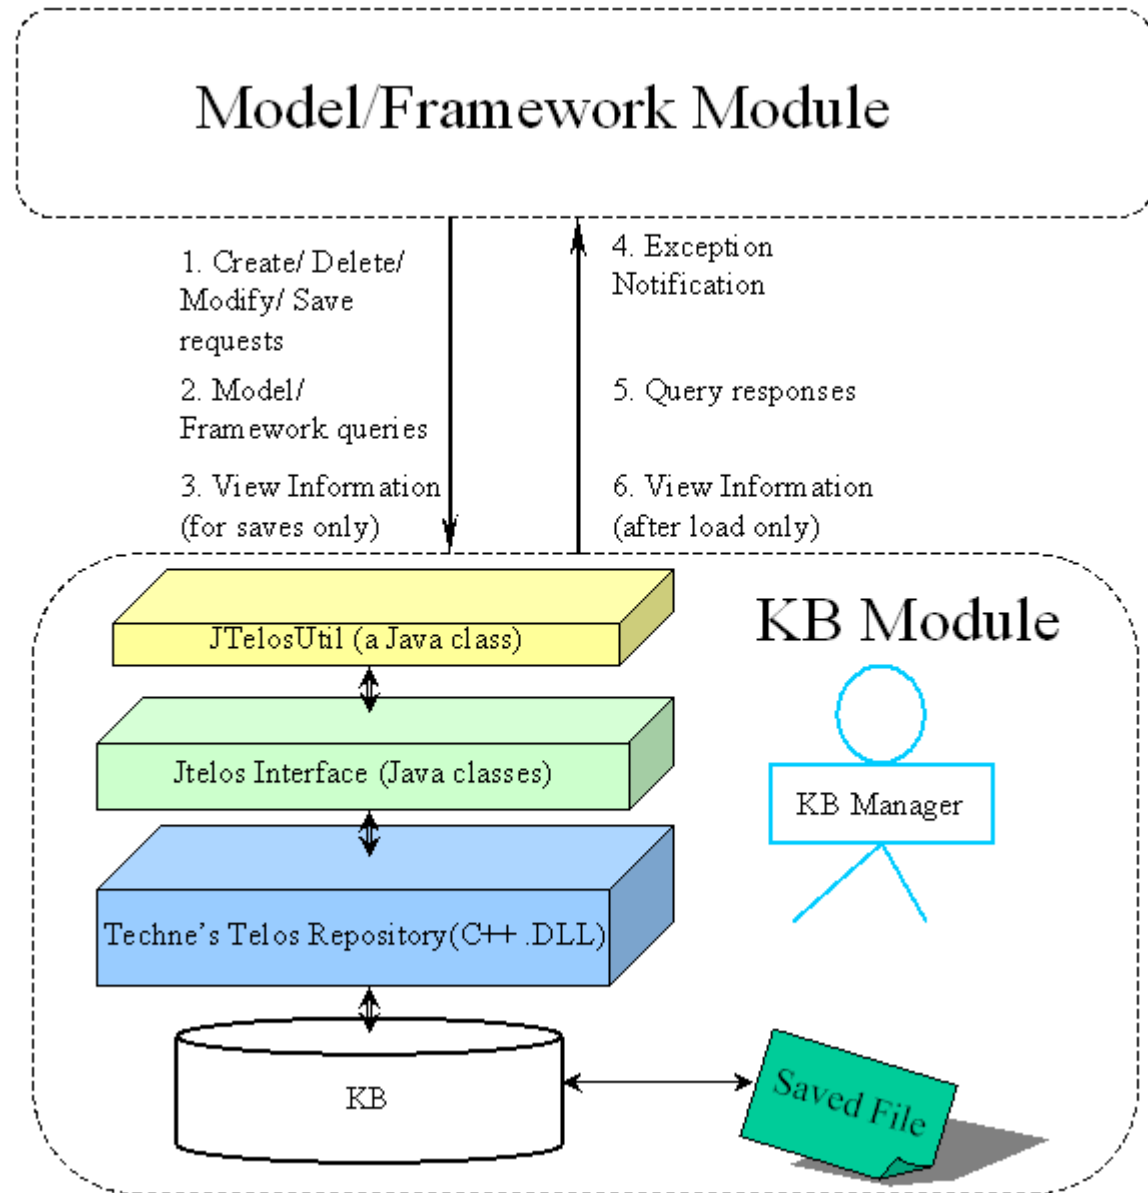 Model/Framework Module
1. Create/ Delete/
Modify/ Save
requests
2. Model/
Framework queries
3. View Information
(for saves only)
4. Exception
Notification
5. Query responses
6. View Information
(after load only)
KB Module
JTelosUtil (a Java class)
Jtelos Interface (Java classes)
KB Manager
Techne's Telos Repository(C++ .DLL)
KB
Saved File